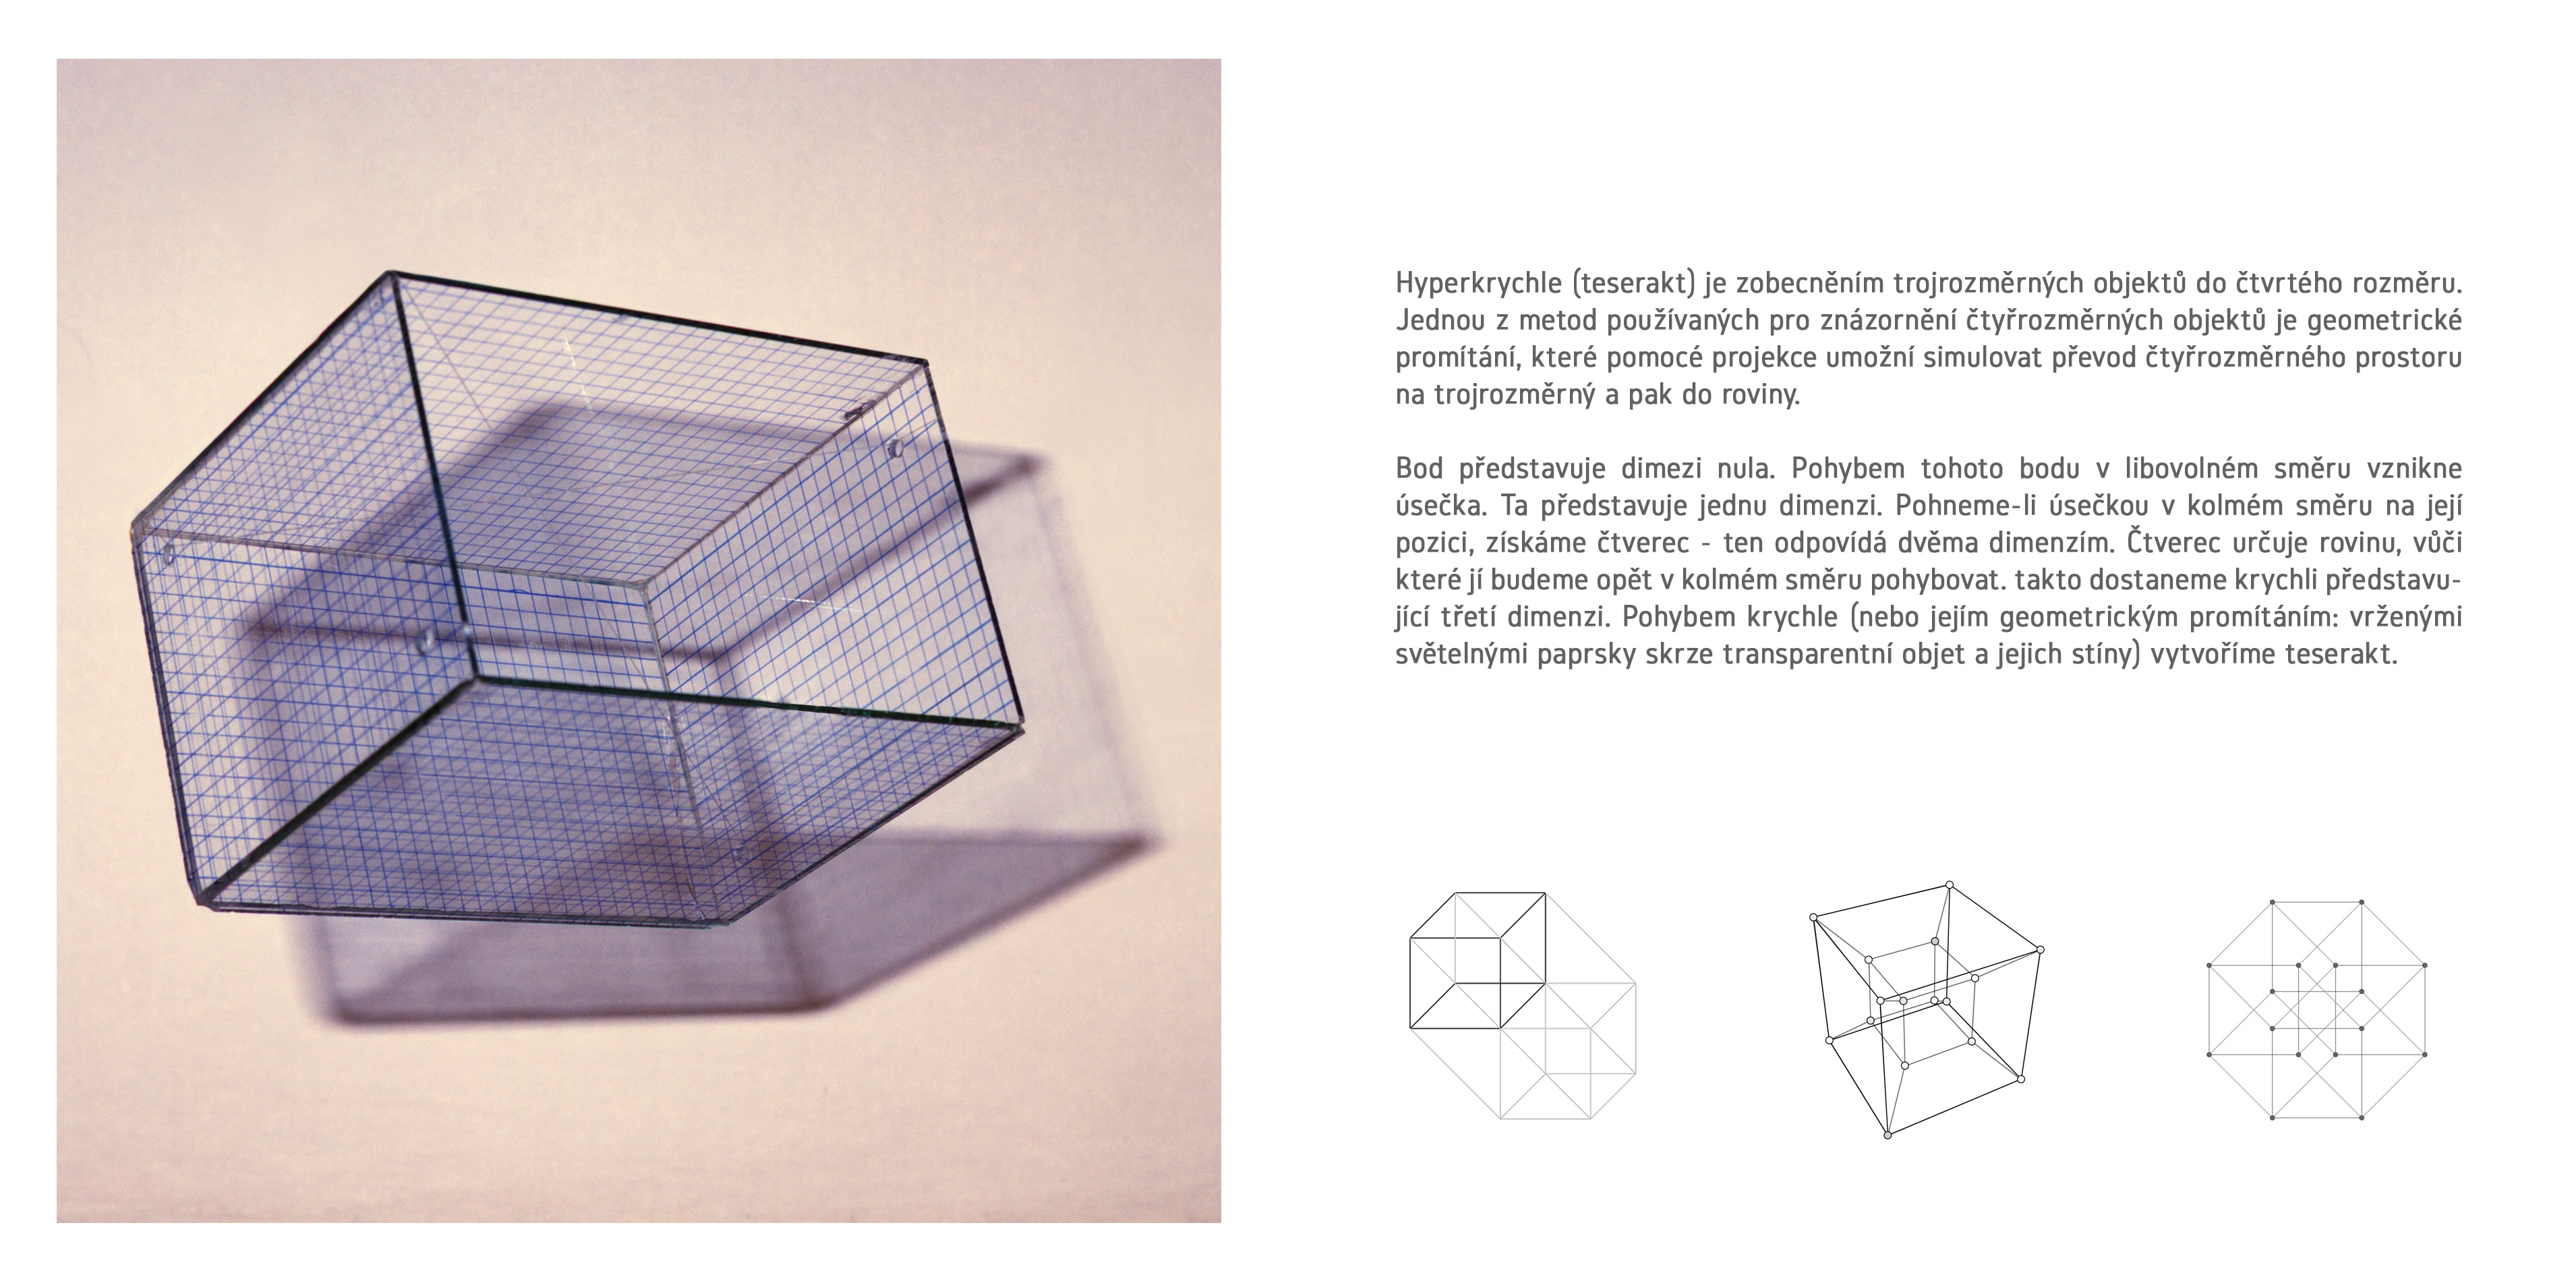 Hyperkrychle (teserakt) je zobecněním trojrozměrných objektů do čtvrtého rozměru.
Jednou z metod používaných pro znázornění čtyřrozměrných objektů je geometrické
promítání, které pomocé projekce umožní simulovat převod čtyřrozměrného prostoru
na trojrozměrný a pak do roviny.
Bod představuje dimezi nula. Pohybem tohoto bodu v libovolném směru vznikne
úsečka. Ta představuje jednu dimenzi. Pohneme-li úsečkou v kolmém směru na její
pozici, získáme čtverec - ten odpovídá dvěma dimenzím. Čtverec určuje rovinu, vůči
které jí budeme opět v kolmém směru pohybovat. takto dostaneme krychli představu-
jící třetí dimenzi. Pohybem krychle (nebo jejím geometrickým promítáním: vrženými
světelnými paprsky skrze transparentní objet a jejich stíny) vytvoříme teserakt.